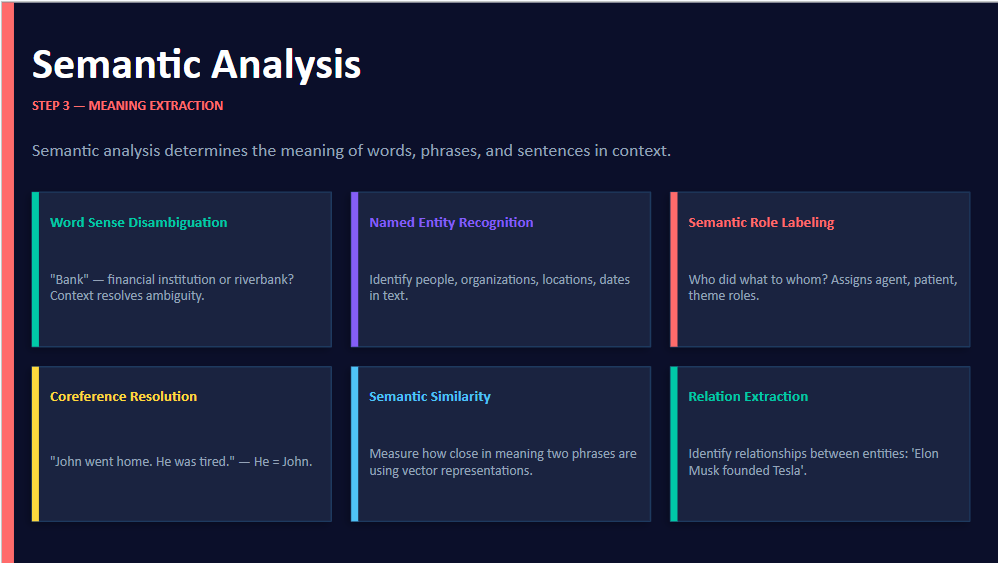 Semantic Analysis
STEP 3 — MEANING EXTRACTION
Semantic analysis determines the meaning of words, phrases, and sentences in context.
Word Sense Disambiguation
"Bank" — financial institution or riverbank?
Context resolves ambiguity.
Named Entity Recognition
Identify people, organizations, locations, dates
in text.
Semantic Role Labeling
Who did what to whom? Assigns agent, patient,
theme roles.
Coreference Resolution
"John went home. He was tired." — He = John.
Semantic Similarity
Measure how close in meaning two phrases are
using vector representations.
Relation Extraction
Identify relationships between entities: 'Elon
Musk founded Tesla'.